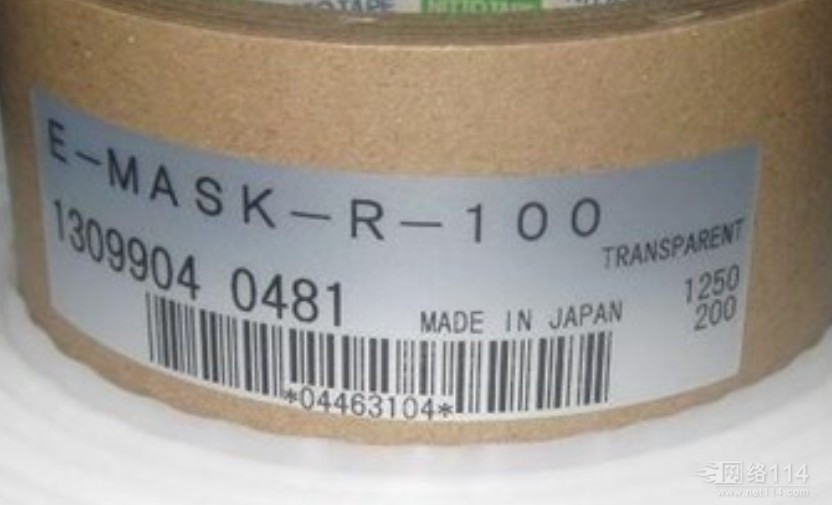 NITTOTAPE
E-MASK-R-100
TRANSPARENT
1309904 0481
1250
200
MADE IN JAPAN
*04463104*
网络114
www.net114.com